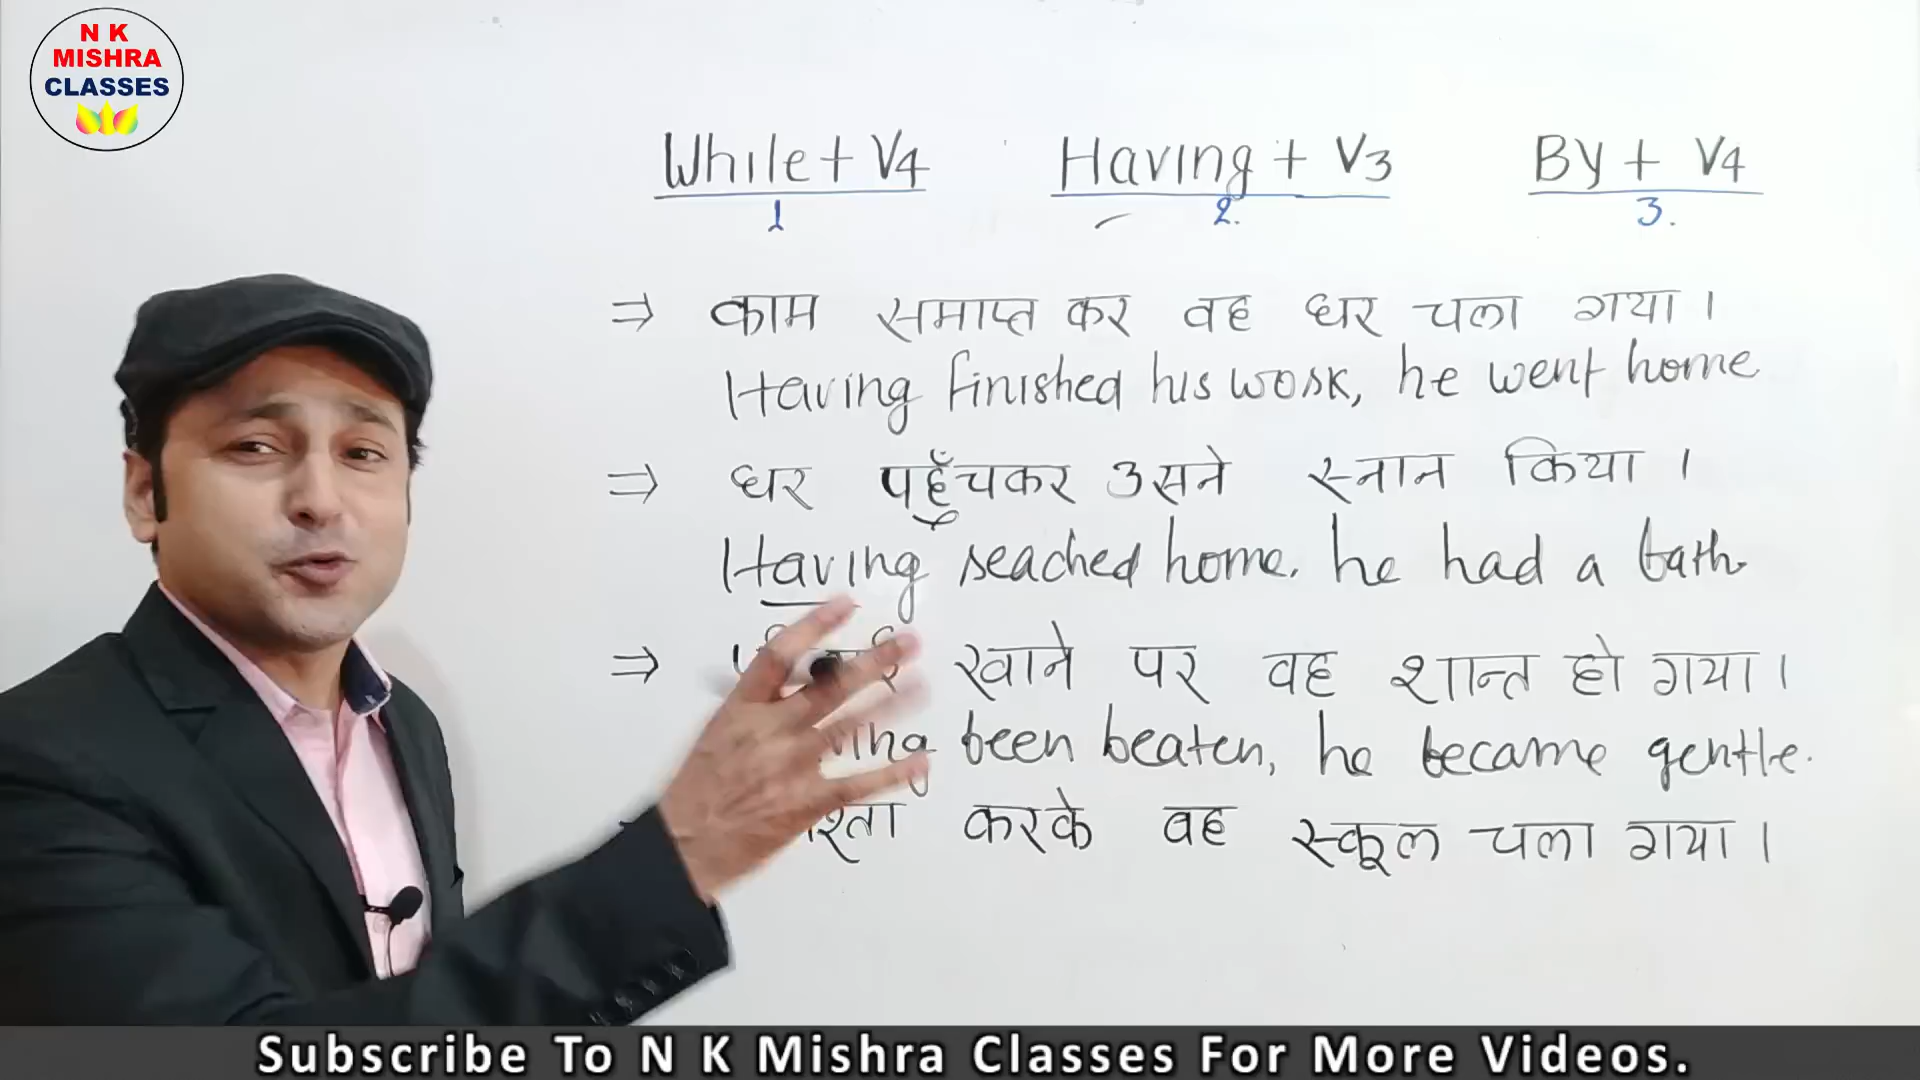 N K
MISHRA
CLASSES
While + V4 Having + V3 By + V4
1 2. 3.
⇒ काम समाप्त कर वह घर चला गया।
Having finished his work, he went home
⇒ घर पहुँचकर उसने स्नान किया।
Having reached home, he had a bath.
⇒ खाने पर वह शान्त हो गया।
been beaten, he became gentle.
करके वह स्कूल चला गया।
Subscribe To N K Mishra Classes For More Videos.